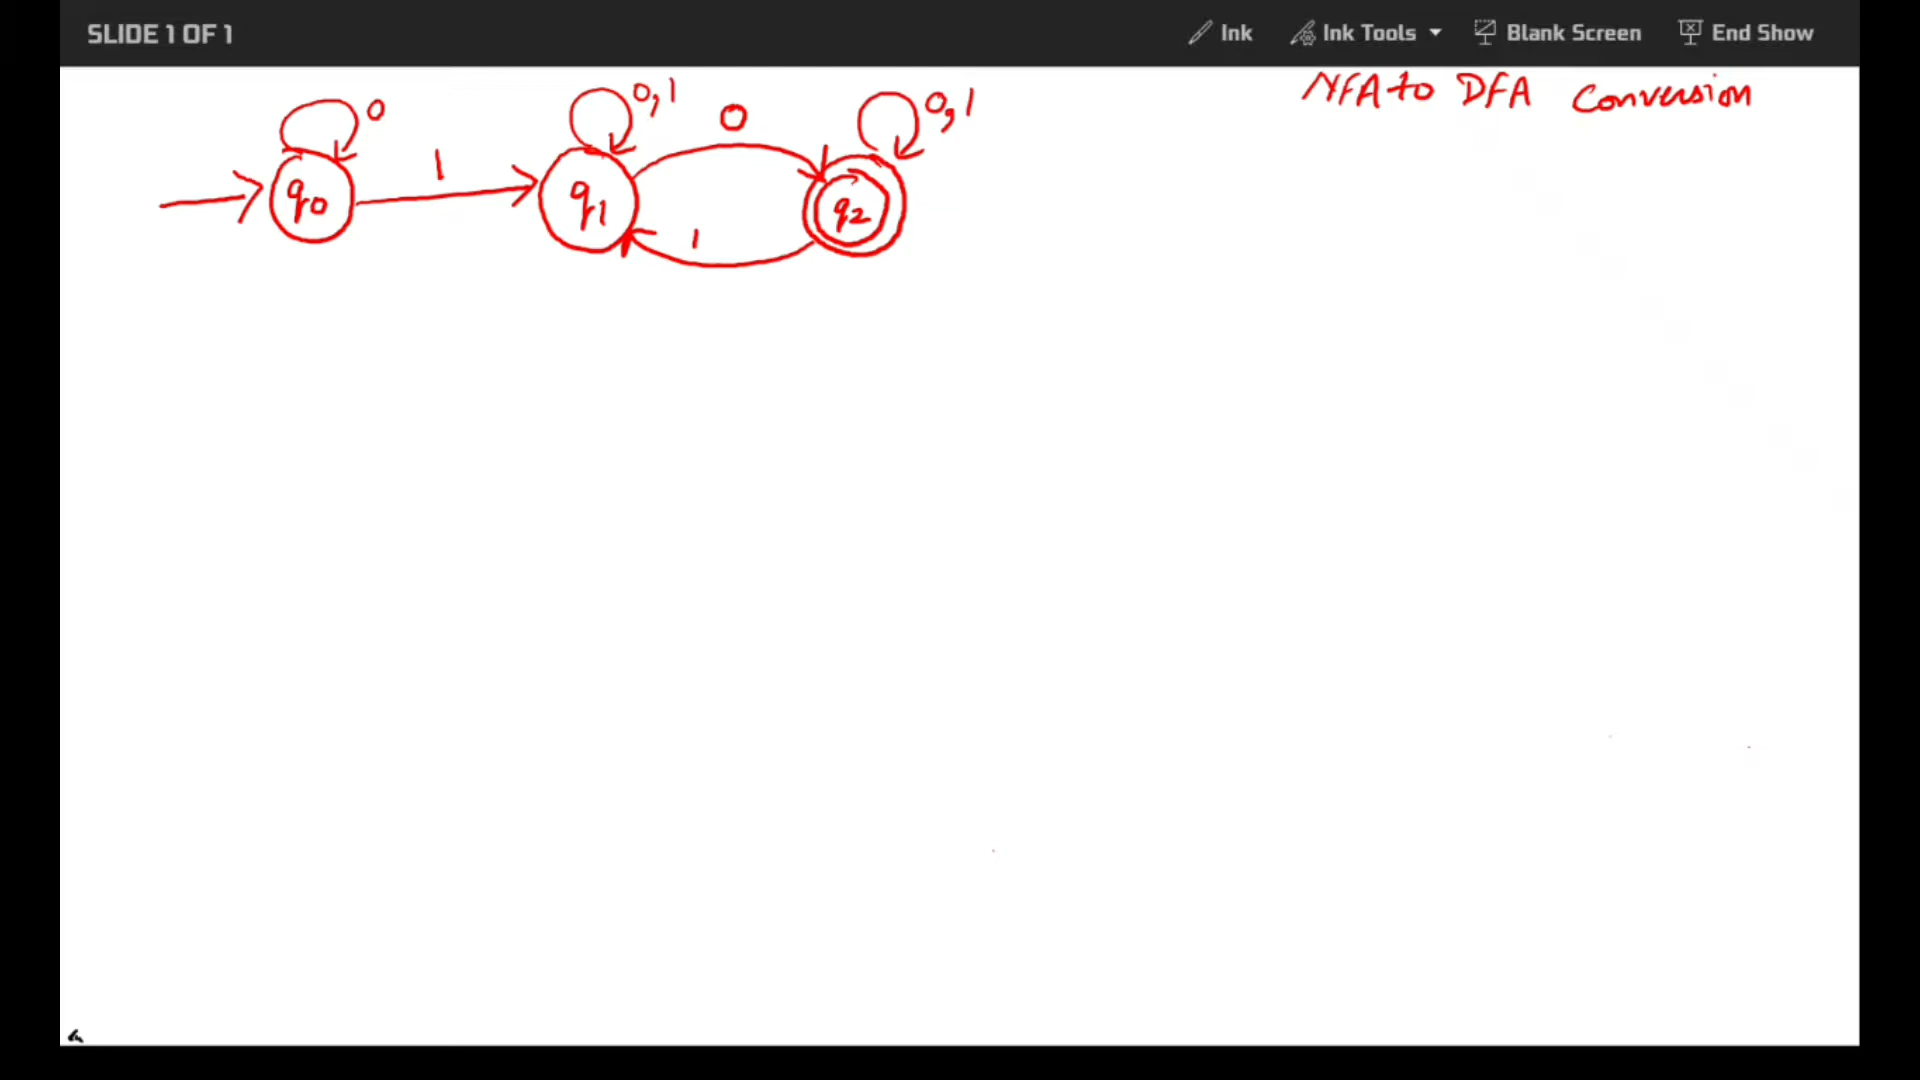 SLIDE 1 OF 1
Ink
Ink Tools
Blank Screen
End Show
NFA to DFA Conversion
0
0,1
0
0,1
1
q0
q1
q2
1